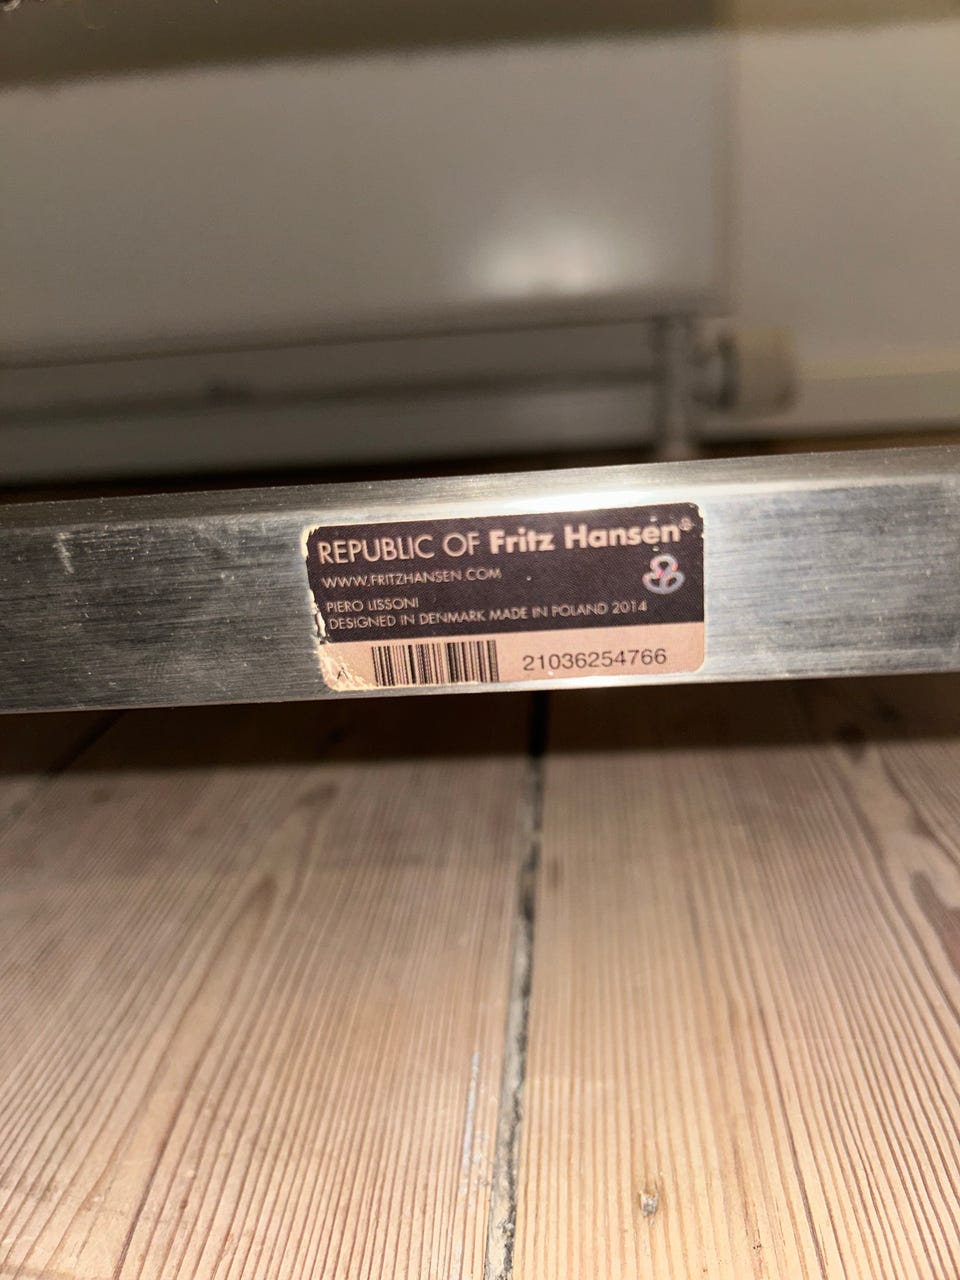 REPUBLIC OF Fritz Hansen®
WWW.FRITZHANSEN.COM
PIERO LISSONI
DESIGNED IN DENMARK MADE IN POLAND 2014
21036254766